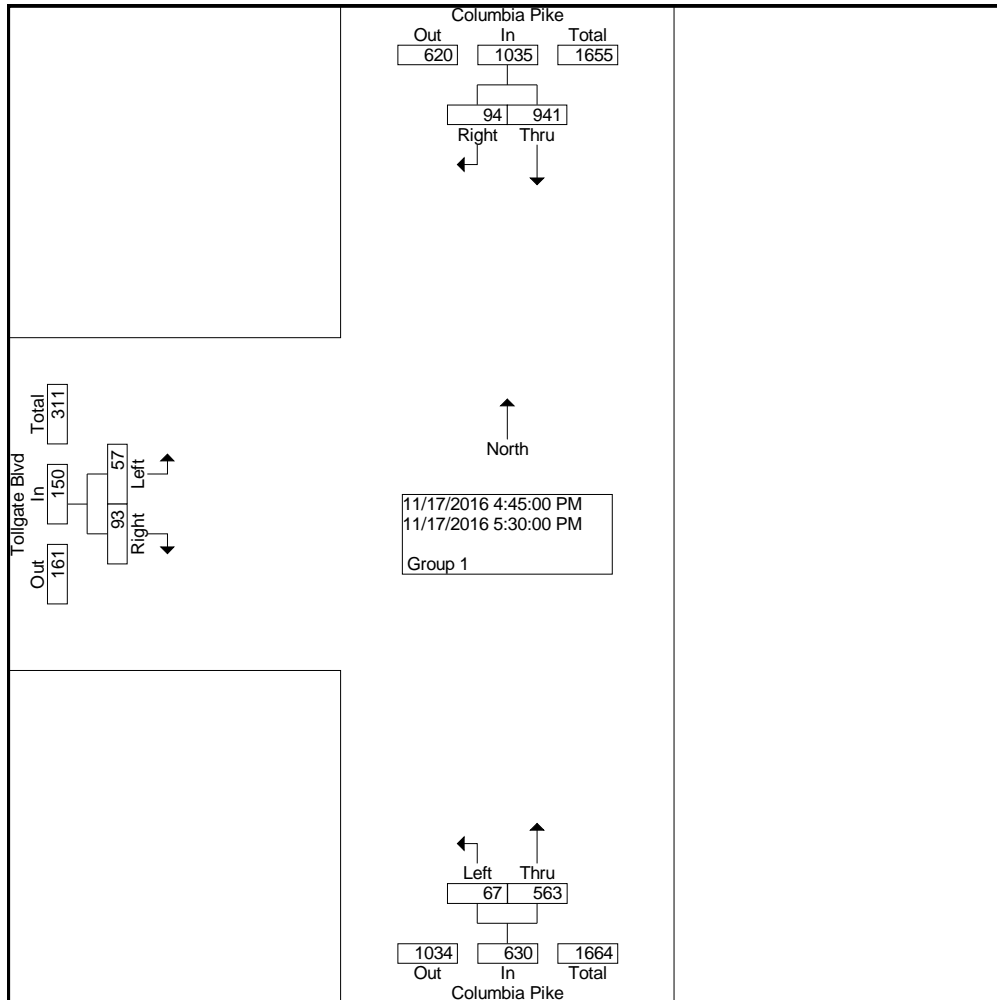 Columbia Pike
Out In Total
620 1035 1655
94 941
Right Thru
Tollgate Blvd
Out In Total
161 150 311
93 57
Right Left
North
11/17/2016 4:45:00 PM
11/17/2016 5:30:00 PM
Group 1
Left Thru
67 563
1034 630 1664
Out In Total
Columbia Pike